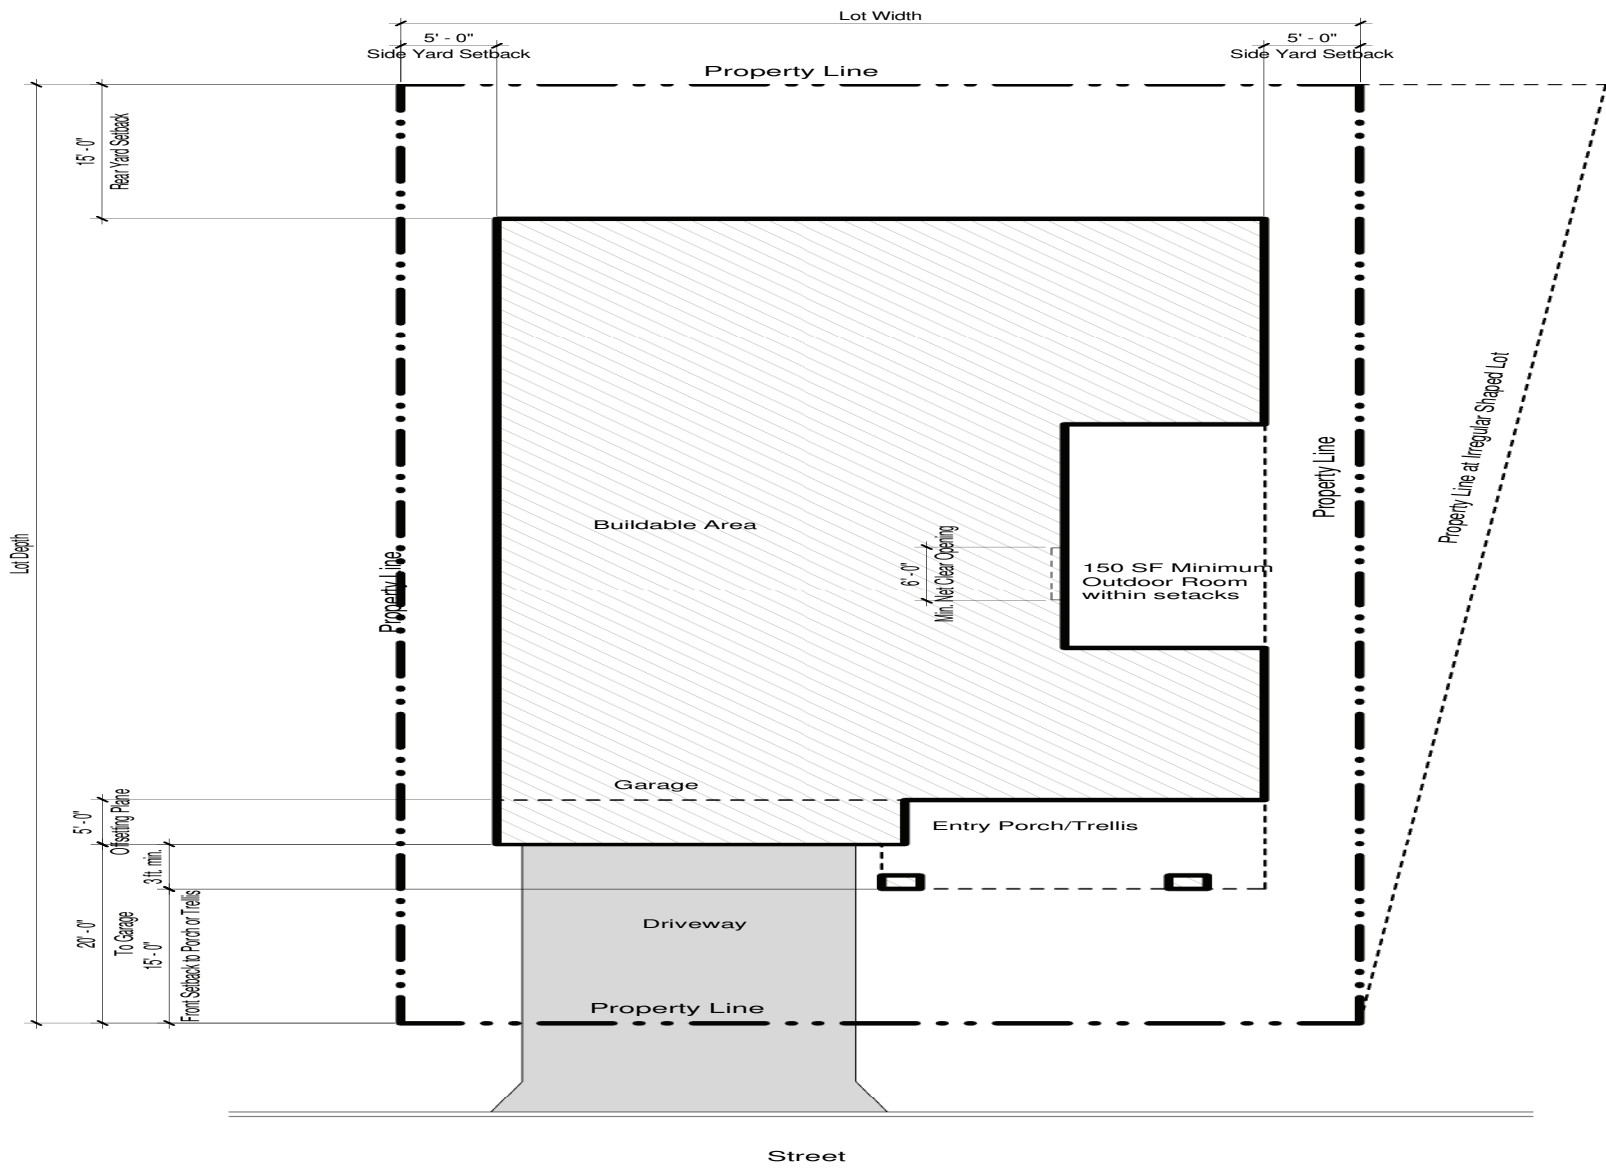 Lot Width
5' - 0"
Side Yard Setback
5' - 0"
Side Yard Setback
Property Line
15' - 0"
Rear Yard Setback
Lot Depth
Property Line
Buildable Area
6' - 0"
Min. Net Clear Opening
150 SF Minimum
Outdoor Room
within setacks
Property Line
Property Line at Irregular Shaped Lot
Garage
5' - 0"
Offsetting Plane
Entry Porch/Trellis
3 ft. min.
20' - 0"
To Garage
15' - 0"
Front Setback to Porch or Trellis
Driveway
Property Line
Street